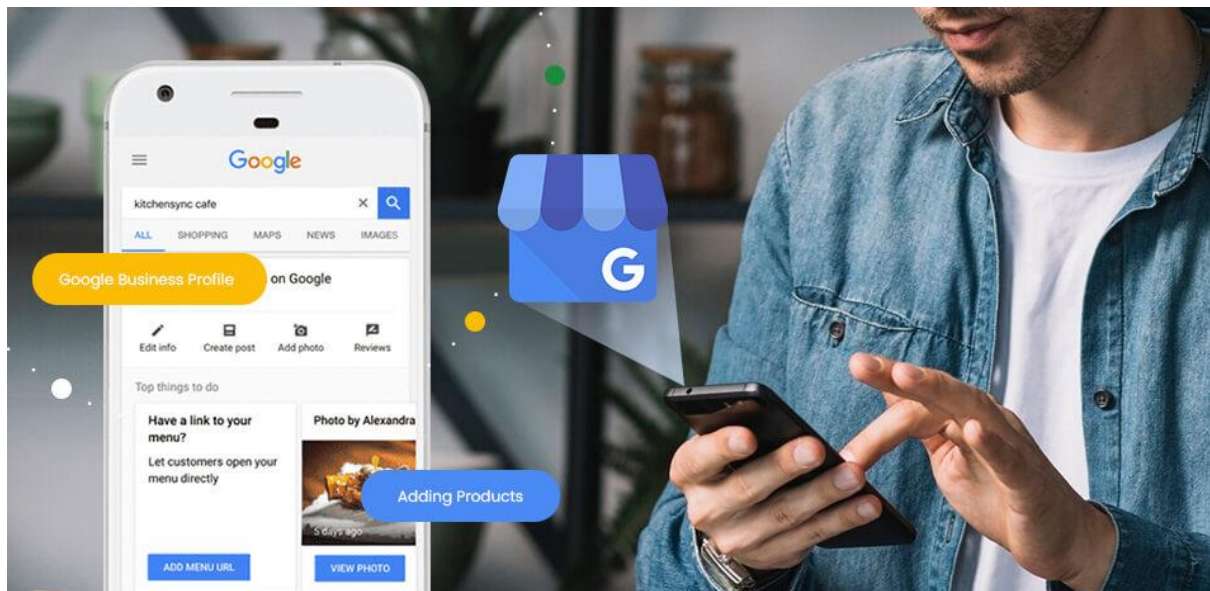 Google
kitchensync cafe
ALL SHOPPING MAPS NEWS IMAGES
Google Business Profile
on Google
Edit info Create post Add photo Reviews
Top things to do
Have a link to your
menu?
Let customers open your
menu directly
ADD MENU URL
Photo by Alexandra
5 days ago
VIEW PHOTO
Adding Products
G